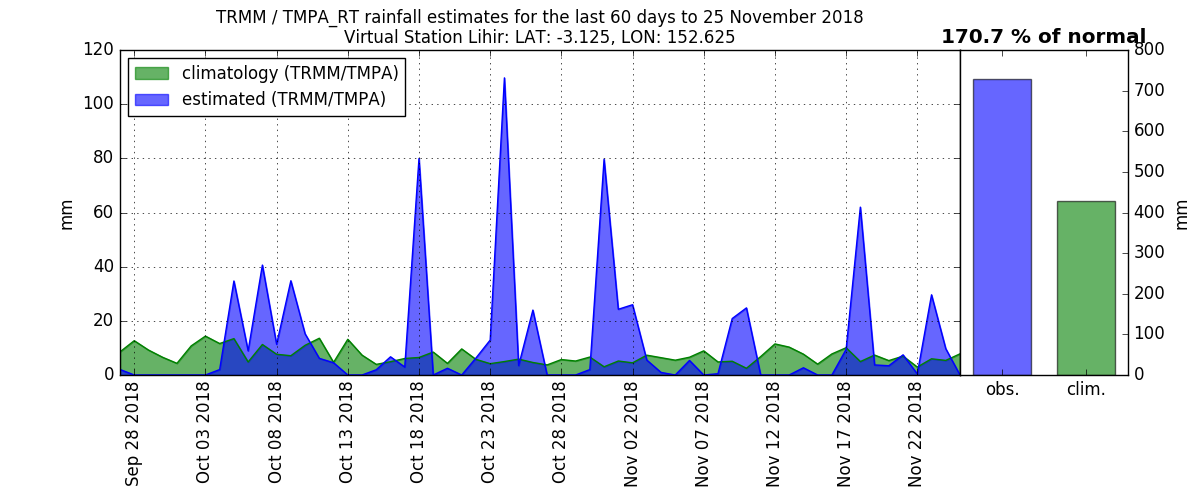 TRMM / TMPA_RT rainfall estimates for the last 60 days to 25 November 2018
Virtual Station Lihir: LAT: -3.125, LON: 152.625
170.7 % of normal
climatology (TRMM/TMPA)
estimated (TRMM/TMPA)
120
100
80
60
40
20
0
mm
Sep 28 2018
Oct 03 2018
Oct 08 2018
Oct 13 2018
Oct 18 2018
Oct 23 2018
Oct 28 2018
Nov 02 2018
Nov 07 2018
Nov 12 2018
Nov 17 2018
Nov 22 2018
800
700
600
500
400
300
200
100
0
mm
obs.
clim.